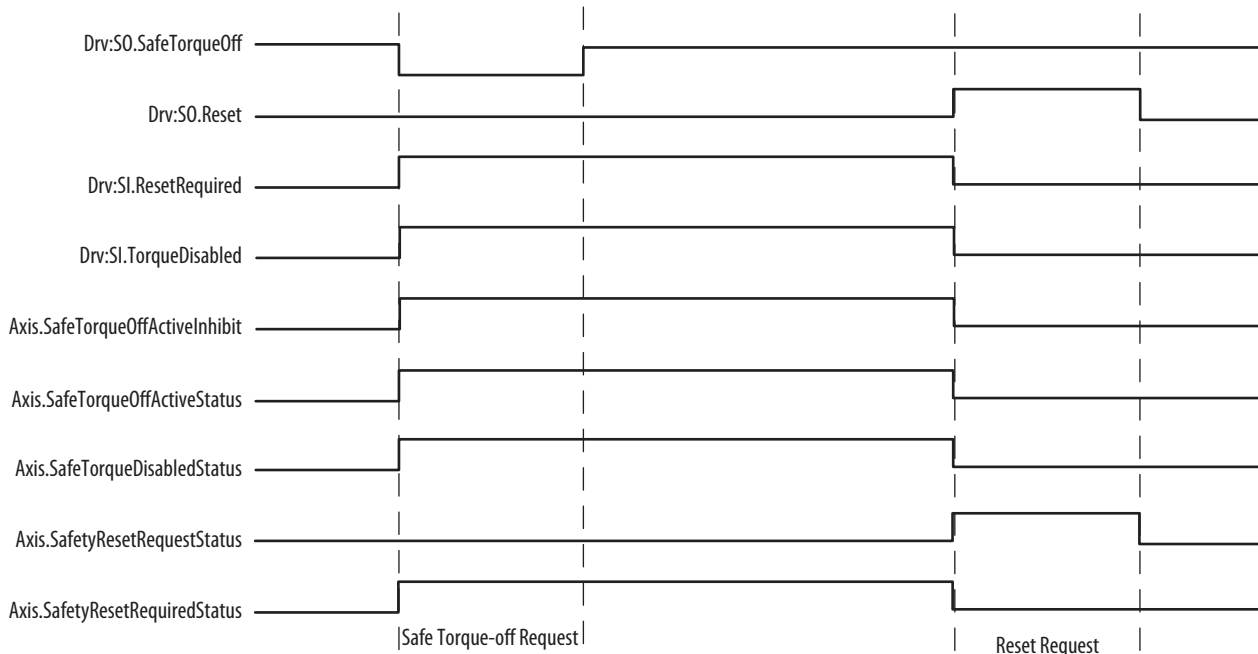 Drv:SO.SafeTorqueOff
Drv:SO.Reset
Drv:SI.ResetRequired
Drv:SI.TorqueDisabled
Axis.SafeTorqueOffActiveInhibit
Axis.SafeTorqueOffActiveStatus
Axis.SafeTorqueDisabledStatus
Axis.SafetyResetRequestStatus
Axis.SafetyResetRequiredStatus
Safe Torque-off Request
Reset Request